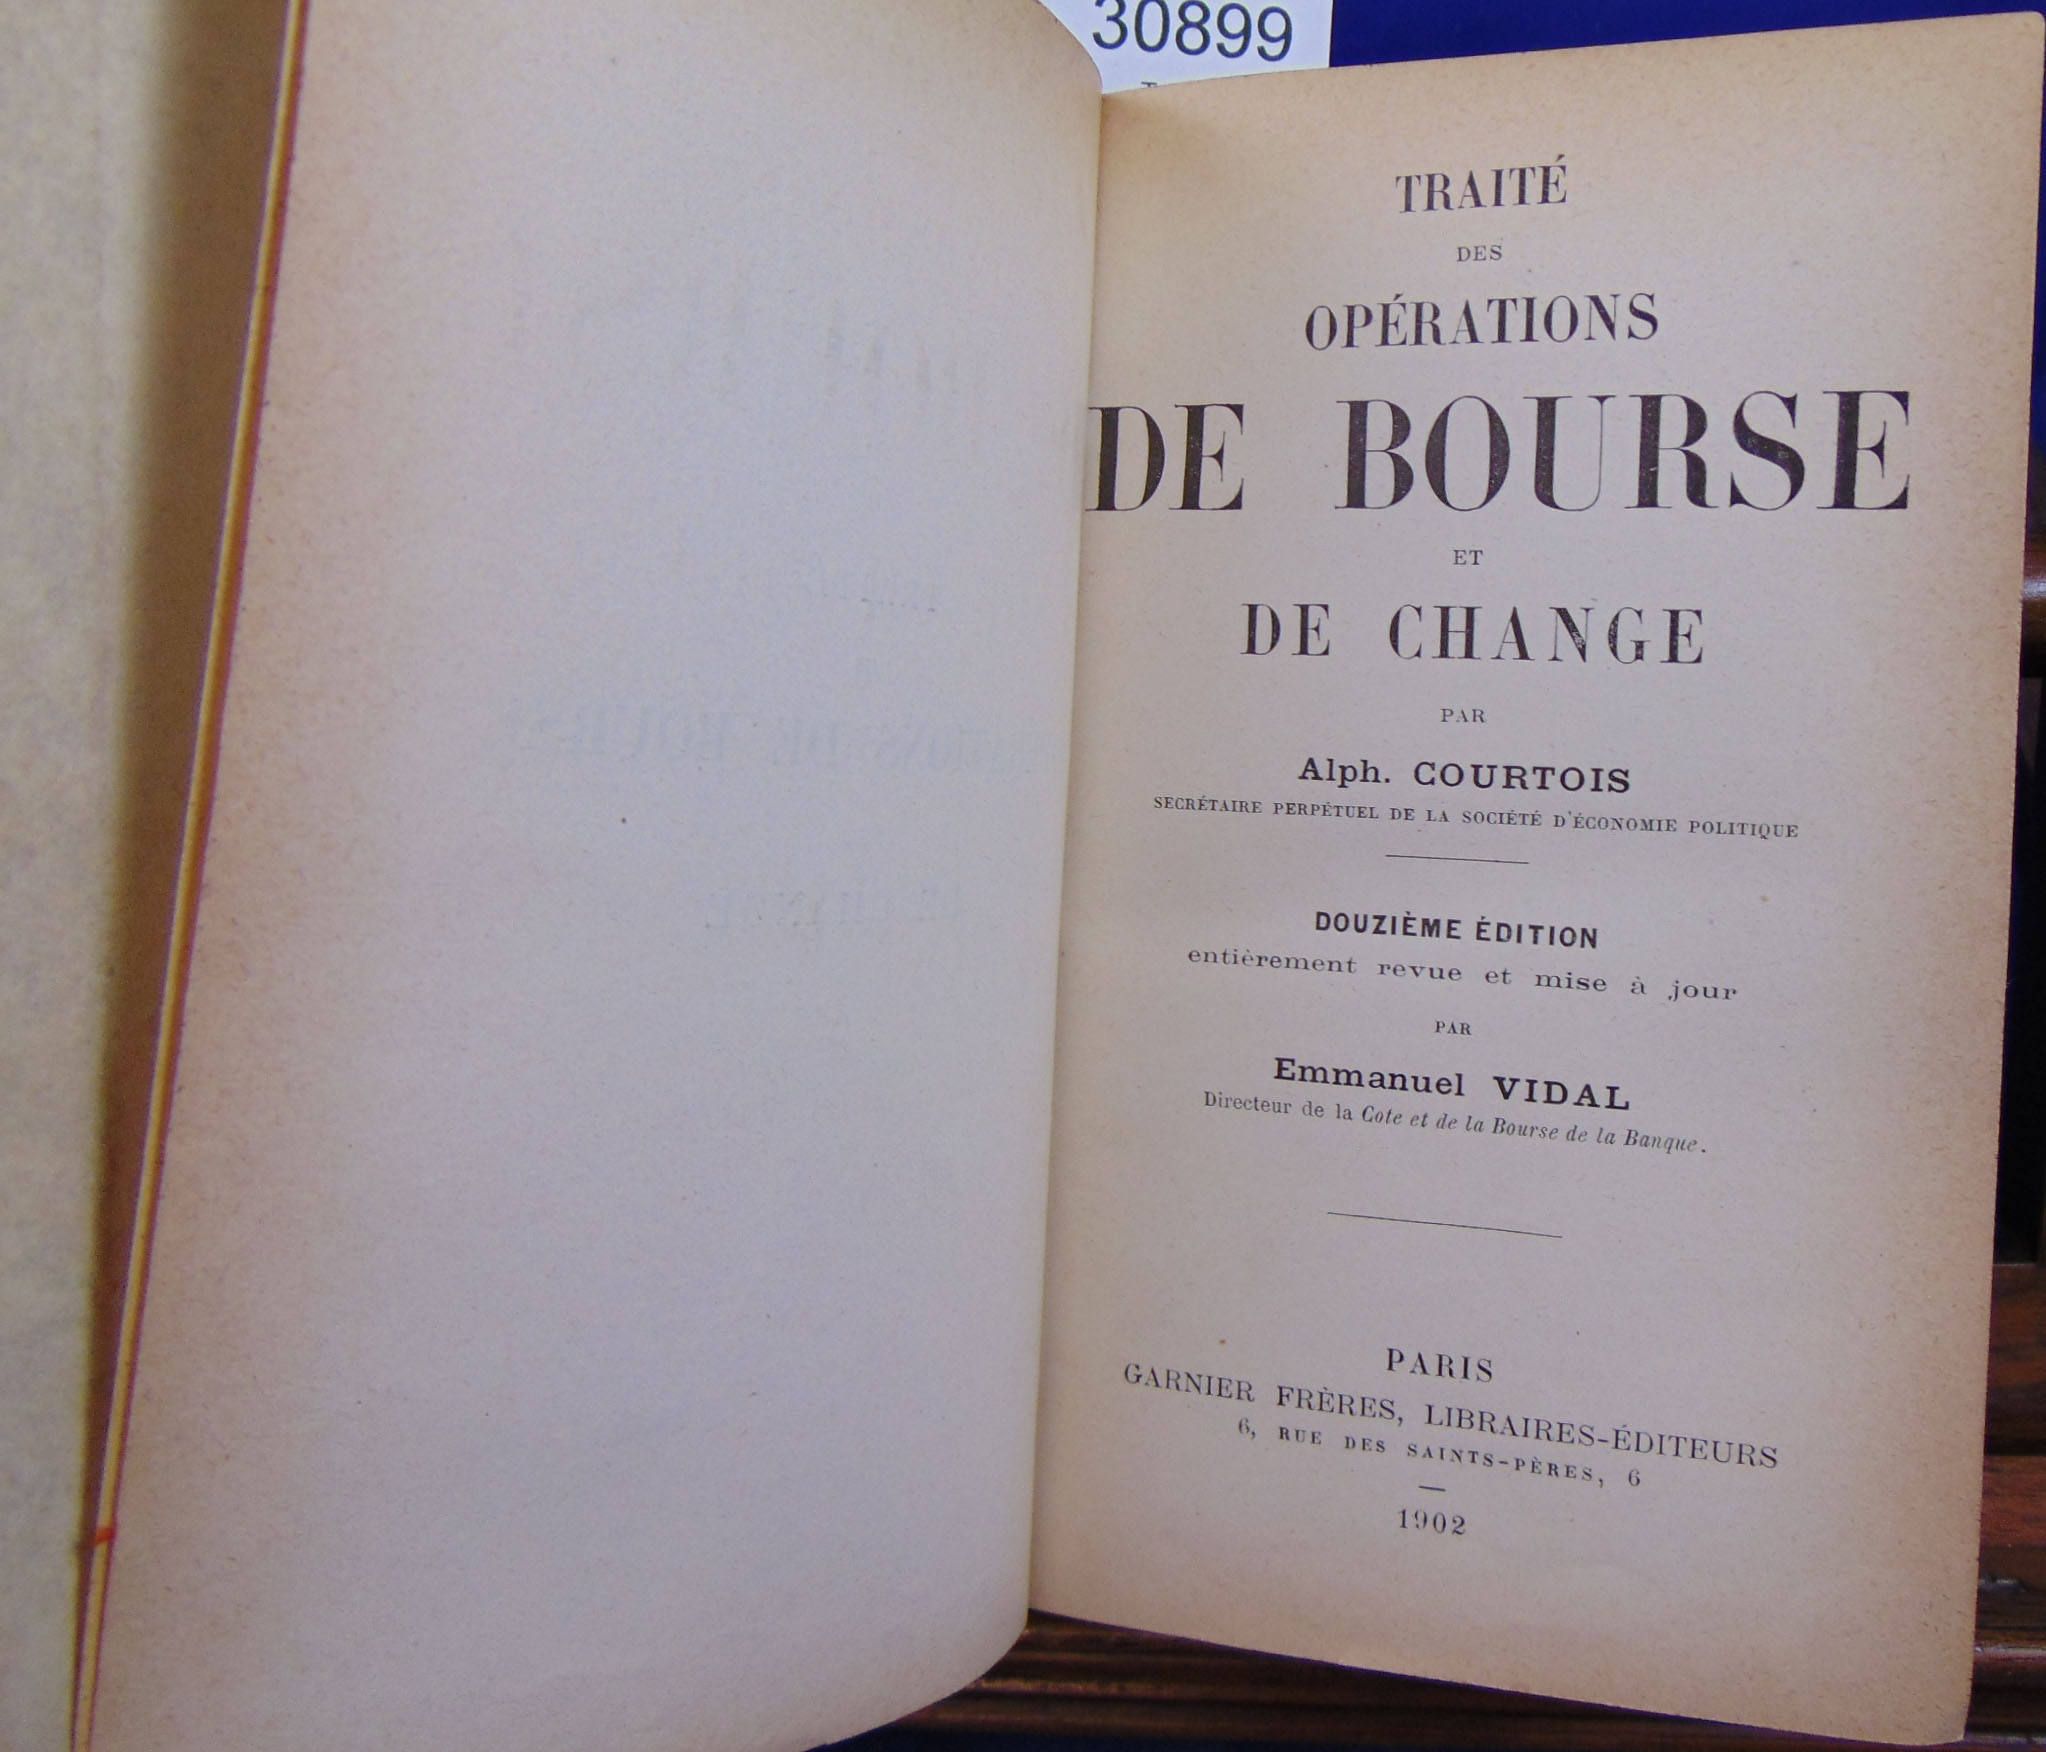 30899
TRAITÉ
DES
OPÉRATIONS
DE BOURSE
ET
DE CHANGE
PAR
Alph. COURTOIS
SECRÉTAIRE PERPÉTUEL DE LA SOCIÉTÉ D'ÉCONOMIE POLITIQUE
DOUZIÈME ÉDITION
entièrement revue et mise à jour
PAR
Emmanuel VIDAL
Directeur de la Cote et de la Bourse de la Banque.
PARIS
GARNIER FRÈRES, LIBRAIRES-ÉDITEURS
6, RUE DES SAINTS-PÈRES, 6
1902